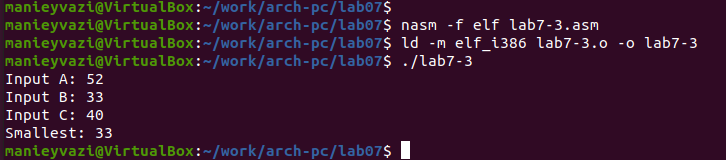 manieyvazi@VirtualBox:~/work/arch-pc/lab07$
manieyvazi@VirtualBox:~/work/arch-pc/lab07$ nasm -f elf lab7-3.asm
manieyvazi@VirtualBox:~/work/arch-pc/lab07$ ld -m elf_i386 lab7-3.o -o lab7-3
manieyvazi@VirtualBox:~/work/arch-pc/lab07$ ./lab7-3
Input A: 52
Input B: 33
Input C: 40
Smallest: 33
manieyvazi@VirtualBox:~/work/arch-pc/lab07$